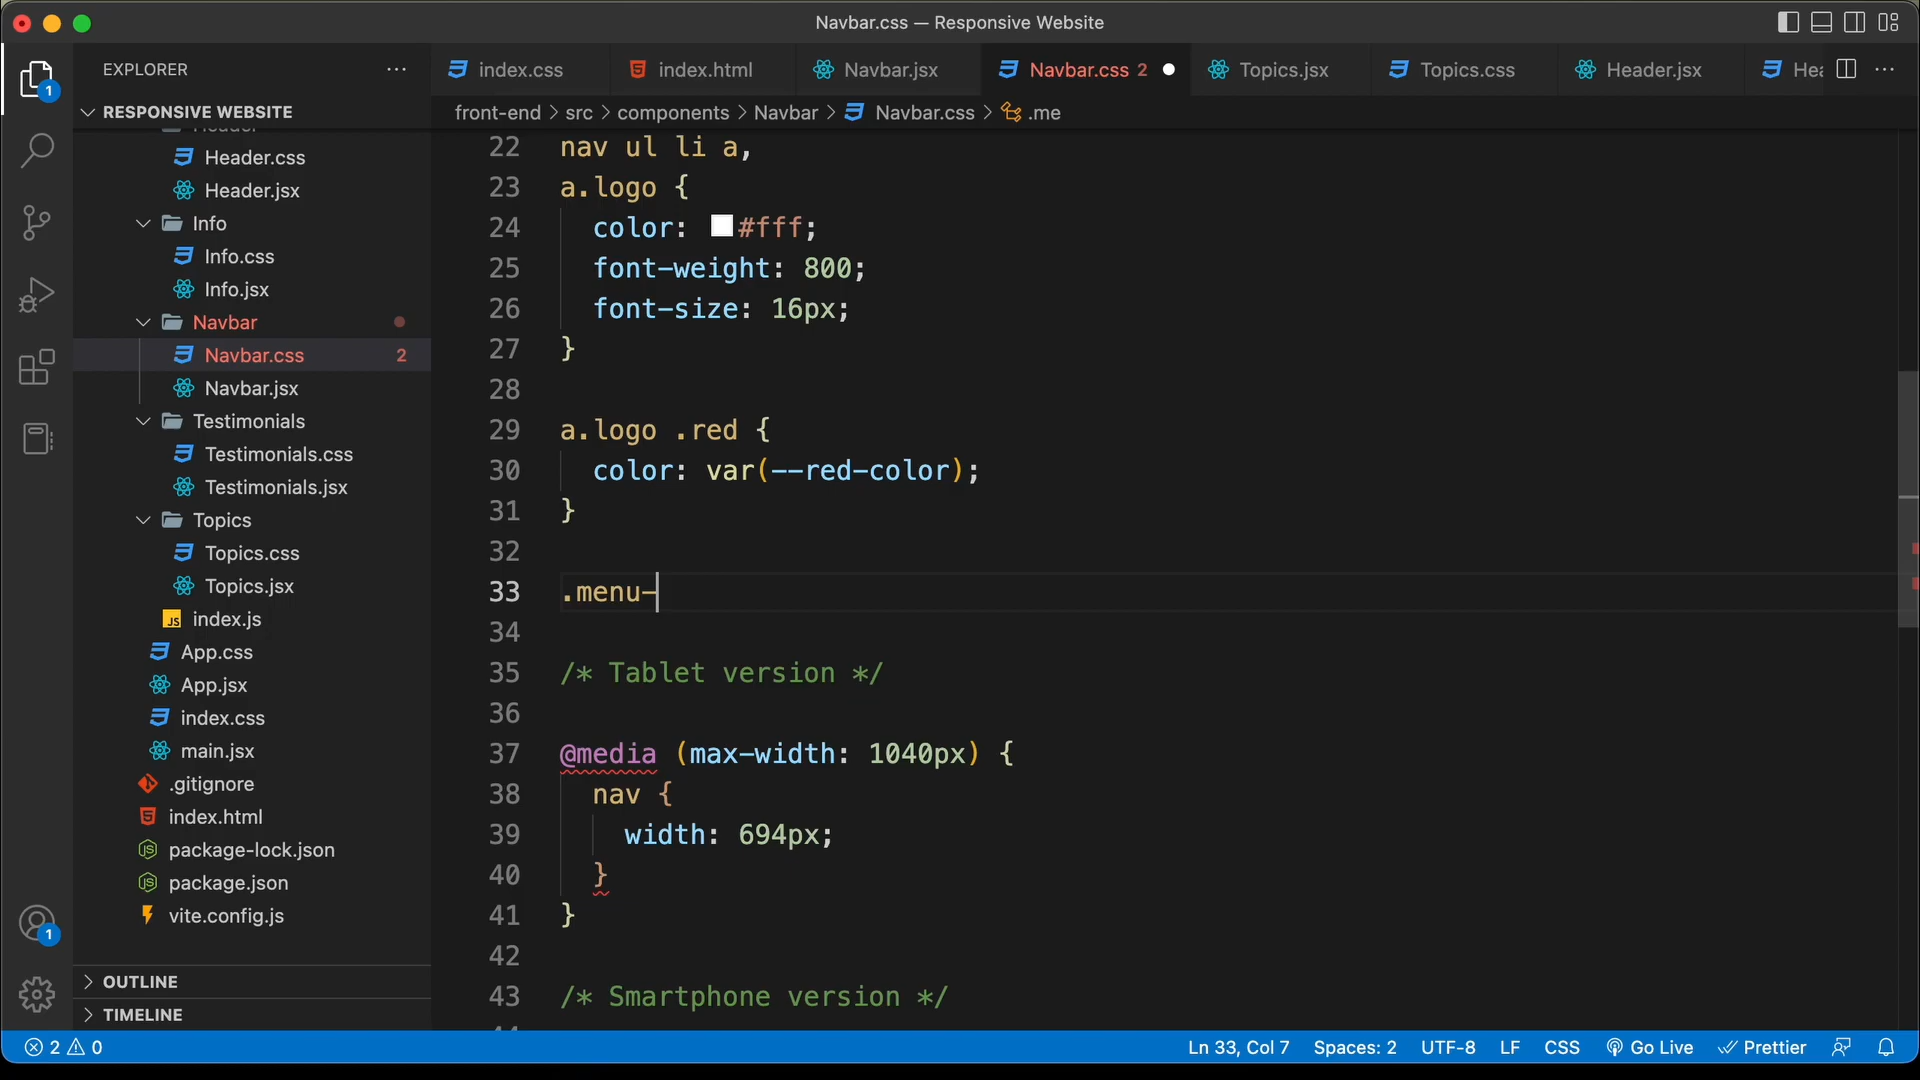 Navbar.css — Responsive Website
EXPLORER
index.css
index.html
Navbar.jsx
Navbar.css 2
Topics.jsx
Topics.css
Header.jsx
Hea
1
RESPONSIVE WEBSITE
front-end > src > components > Navbar > Navbar.css > .me
Header
Header.css
Header.jsx
Info
Info.css
Info.jsx
Navbar
Navbar.css 2
Navbar.jsx
Testimonials
Testimonials.css
Testimonials.jsx
Topics
Topics.css
Topics.jsx
JS index.js
App.css
App.jsx
index.css
main.jsx
.gitignore
index.html
package-lock.json
package.json
vite.config.js
1
OUTLINE
TIMELINE
22 nav ul li a,
23 a.logo {
24 color: #fff;
25 font-weight: 800;
26 font-size: 16px;
27 }
28
29 a.logo .red {
30 color: var(--red-color);
31 }
32
33 .menu-
34
35 /* Tablet version */
36
37 @media (max-width: 1040px) {
38 nav {
39 width: 694px;
40 }
41 }
42
43 /* Smartphone version */
44
2 0
Ln 33, Col 7
Spaces: 2
UTF-8
LF
CSS
Go Live
Prettier